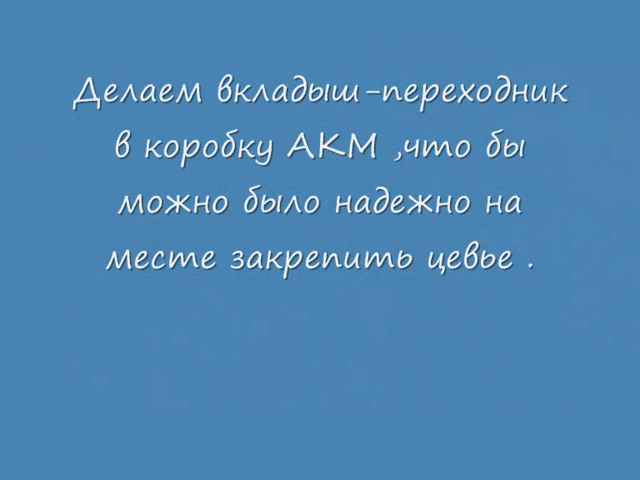 Делаем вкладыш-переходник
в коробку АКМ ,что бы
можно было надежно на
месте закрепить цевье .